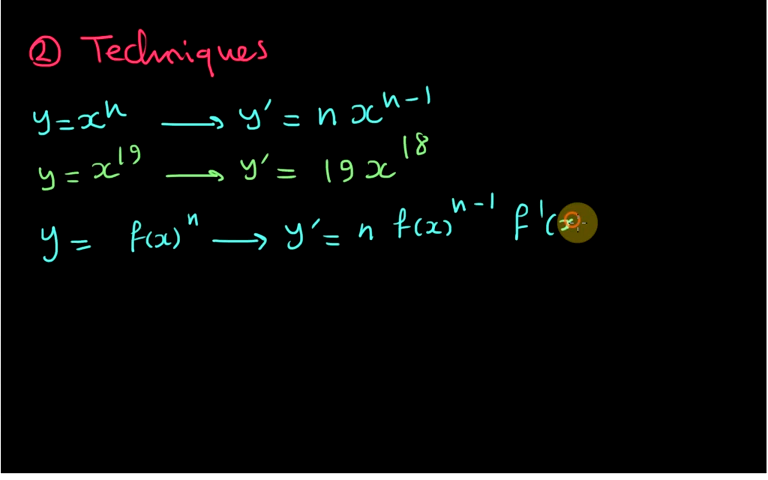 ② Techniques
y=xⁿ → y′ = n xⁿ⁻¹
y = x¹⁹ → y′ = 19 x¹⁸
y = f(x)ⁿ → y′ = n f(x)ⁿ⁻¹ f′(x